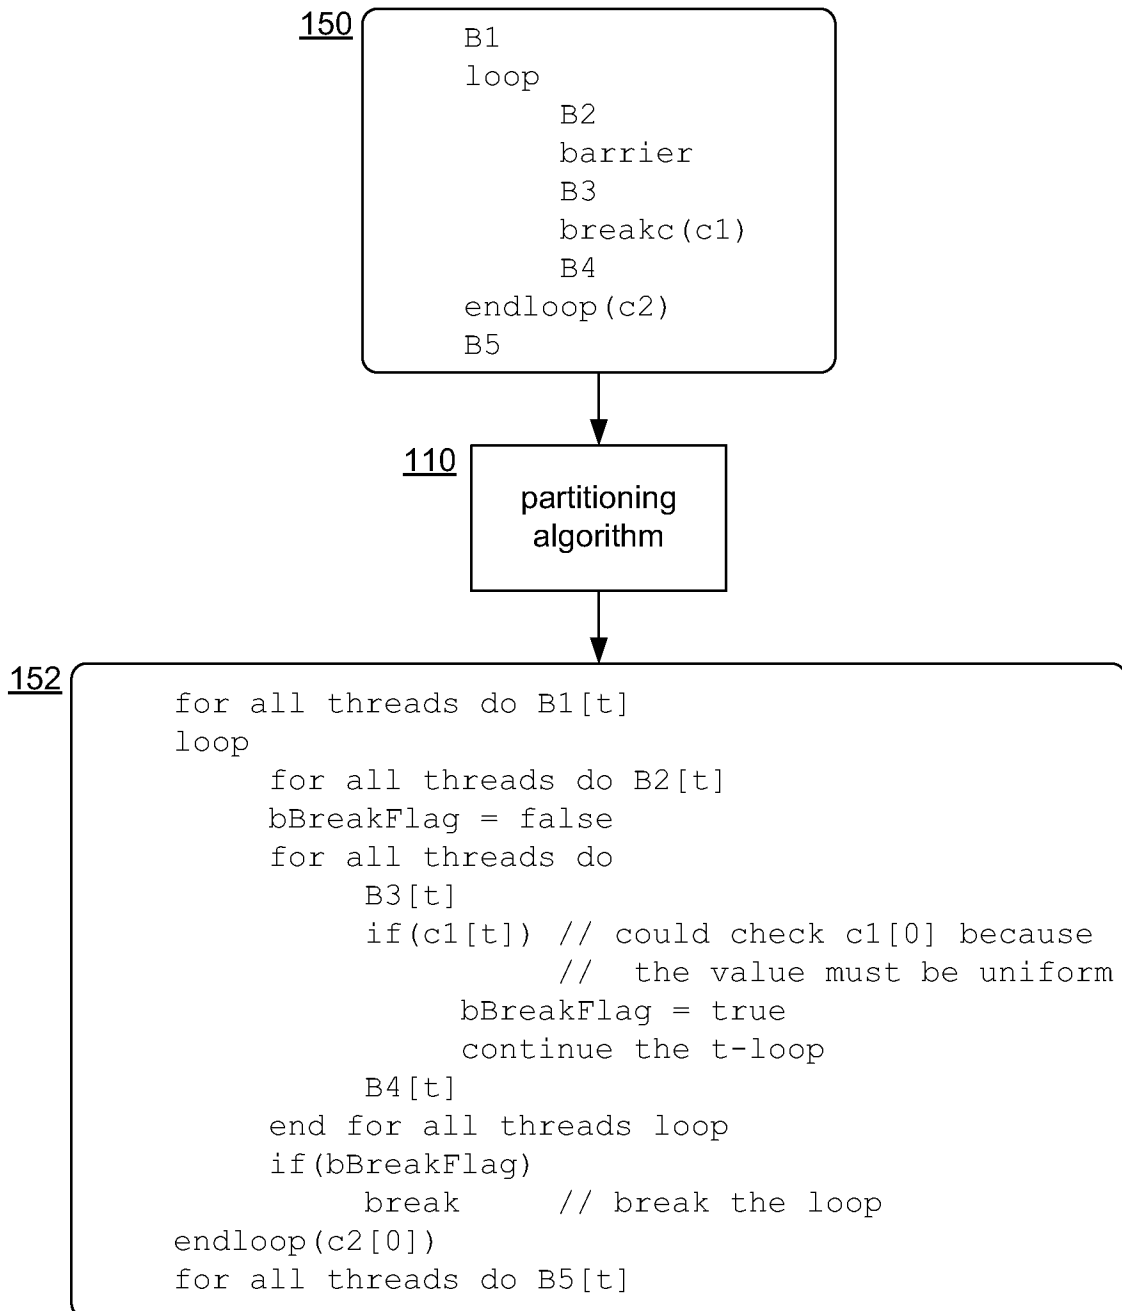 150
B1
loop
B2
barrier
B3
breakc(c1)
B4
endloop(c2)
B5
110
partitioning
algorithm
152
for all threads do B1[t]
loop
for all threads do B2[t]
bBreakFlag = false
for all threads do
B3[t]
if(c1[t]) // could check c1[0] because
// the value must be uniform
bBreakFlag = true
continue the t-loop
B4[t]
end for all threads loop
if(bBreakFlag)
break // break the loop
endloop(c2[0])
for all threads do B5[t]